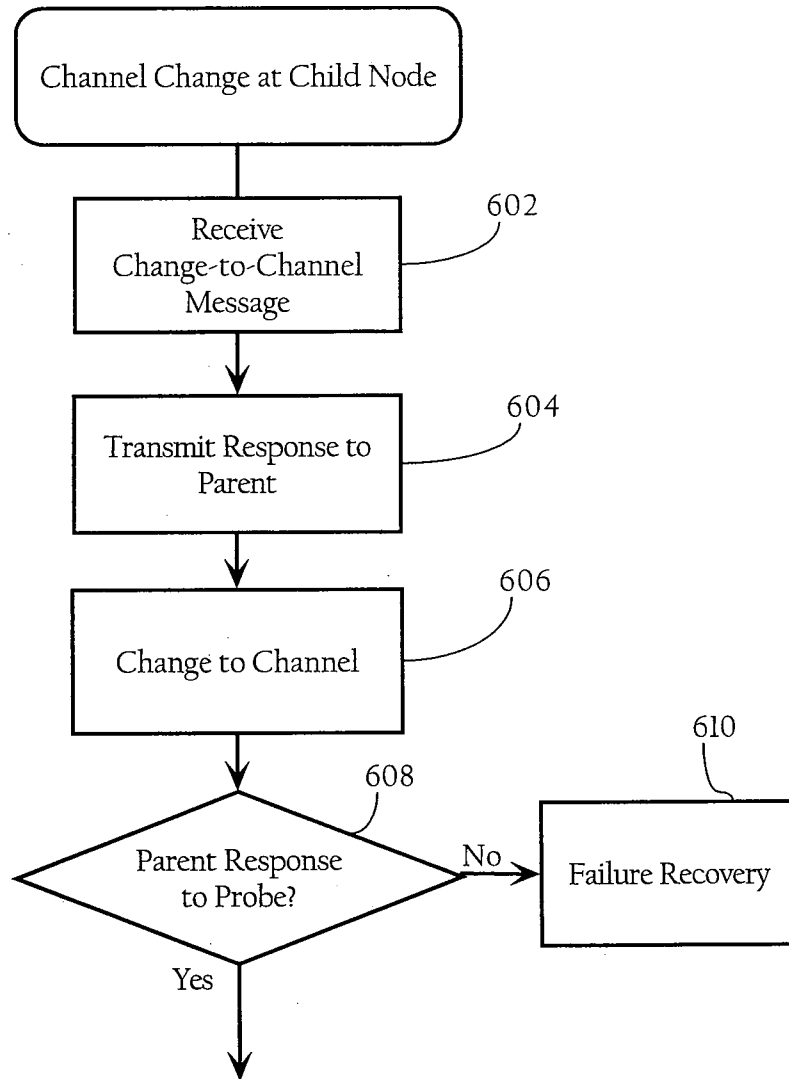 Channel Change at Child Node
602
Receive
Change-to-Channel
Message
604
Transmit Response to
Parent
606
Change to Channel
610
608
Parent Response
to Probe?
No
Failure Recovery
Yes